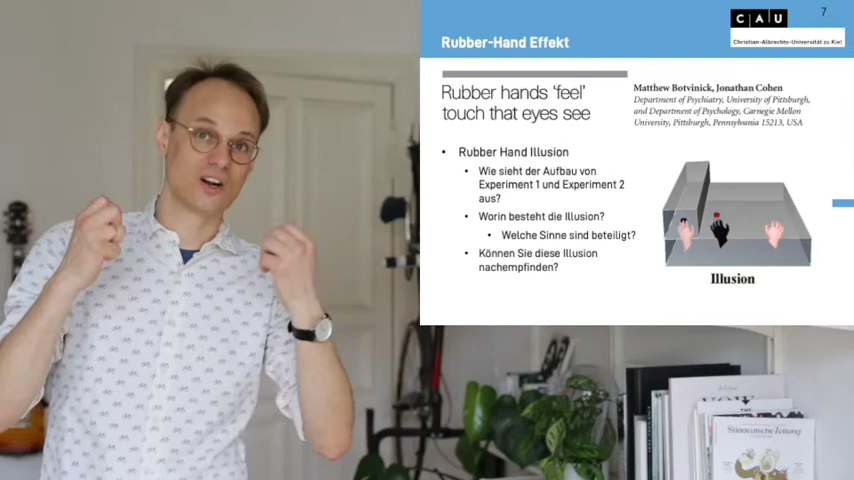 7
CAU
Christian-Albrechts-Universität zu Kiel
Rubber-Hand Effekt
Rubber hands ‘feel’
touch that eyes see
Matthew Botvinick, Jonathan Cohen
Department of Psychiatry, University of Pittsburgh,
and Department of Psychology, Carnegie Mellon
University, Pittsburgh, Pennsylvania 15213, USA
• Rubber Hand Illusion
• Wie sieht der Aufbau von
Experiment 1 und Experiment 2
aus?
• Worin besteht die Illusion?
• Welche Sinne sind beteiligt?
• Können Sie diese Illusion
nachempfinden?
Illusion
Süddeutsche Zeitung